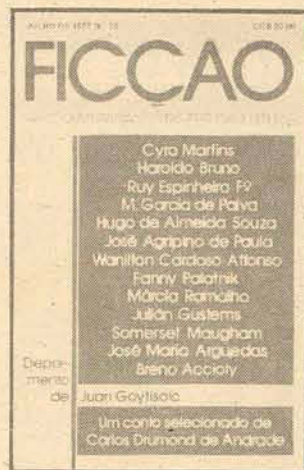 FICCAO
Cyro Martins
Haroldo Bruno
Ruy Espinheira Fº
M. Garcia de Paiva
Hugo de Almeida Souza
José Agripino de Paula
Wanilton Cardoso Affonso
Fanny Palatnik
Márcia Ramalho
Julián Gustems
Somerset Maugham
José Maria Arguedas
Breno Accioly
Depoi-
mento
de Juan Goytisolo
Um conto selecionado de
Carlos Drumond de Andrade